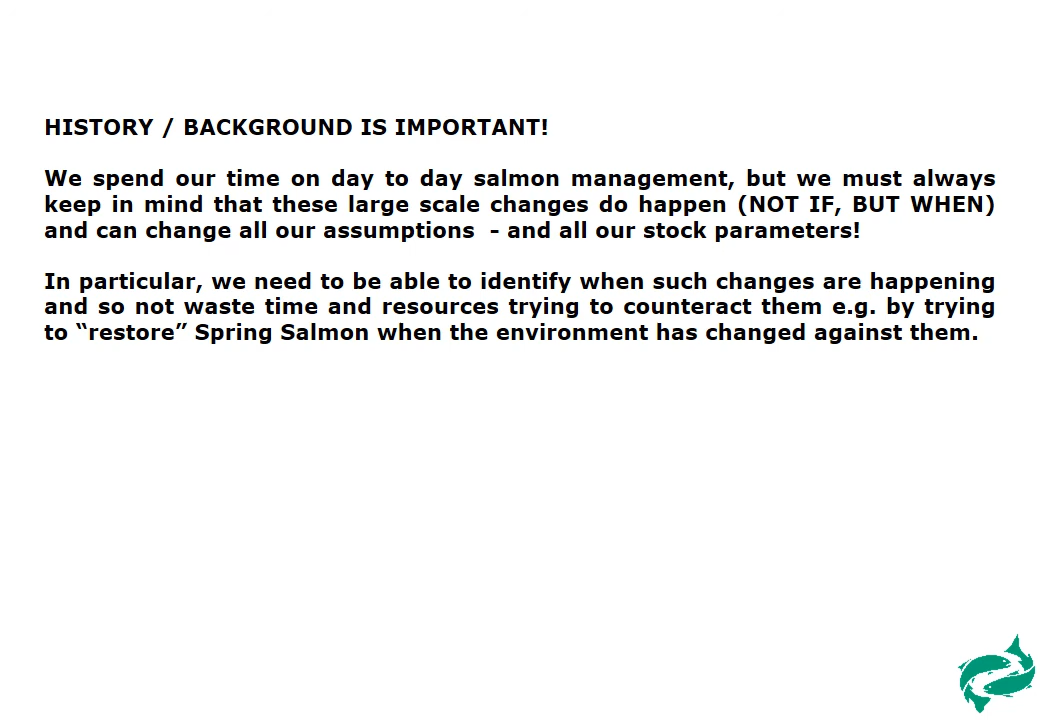 HISTORY / BACKGROUND IS IMPORTANT!
We spend our time on day to day salmon management, but we must always
keep in mind that these large scale changes do happen (NOT IF, BUT WHEN)
and can change all our assumptions  - and all our stock parameters!
In particular, we need to be able to identify when such changes are happening
and so not waste time and resources trying to counteract them e.g. by trying
to “restore” Spring Salmon when the environment has changed against them.